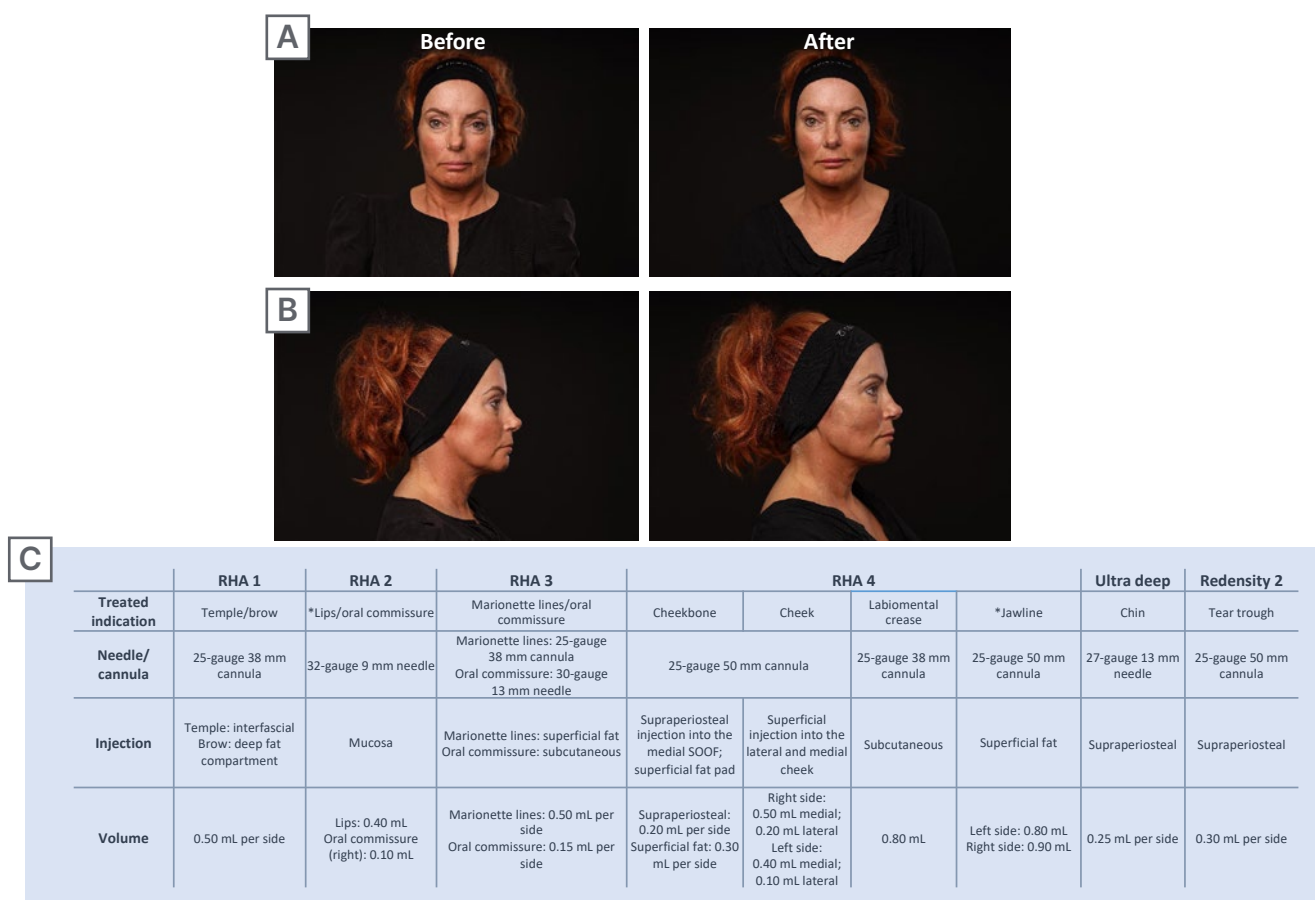 A
Before
After
B
C
RHA 1
RHA 2
RHA 3
RHA 4
Ultra deep
Redensity 2
Treated
indication
Temple/brow
*Lips/oral commissure
Marionette lines/oral
commissure
Cheekbone
Cheek
Labiomental
crease
*Jawline
Chin
Tear trough
Needle/
cannula
25-gauge 38 mm
cannula
32-gauge 9 mm needle
Marionette lines: 25-gauge
38 mm cannula
Oral commissure: 30-gauge
13 mm needle
25-gauge 50 mm cannula
25-gauge 38 mm
cannula
25-gauge 50 mm
cannula
27-gauge 13 mm
needle
25-gauge 50 mm
cannula
Injection
Temple: interfascial
Brow: deep fat
compartment
Mucosa
Marionette lines: superficial fat
Oral commissure: subcutaneous
Supraperiosteal
injection into the
medial SOOF;
superficial fat pad
Superficial
injection into the
lateral and medial
cheek
Subcutaneous
Superficial fat
Supraperiosteal
Supraperiosteal
Volume
0.50 mL per side
Lips: 0.40 mL
Oral commissure
(right): 0.10 mL
Marionette lines: 0.50 mL per
side
Oral commissure: 0.15 mL per
side
Supraperiosteal:
0.20 mL per side
Superficial fat: 0.30
mL per side
Right side:
0.50 mL medial;
0.20 mL lateral
Left side:
0.40 mL medial;
0.10 mL lateral
0.80 mL
Left side: 0.80 mL
Right side: 0.90 mL
0.25 mL per side
0.30 mL per side